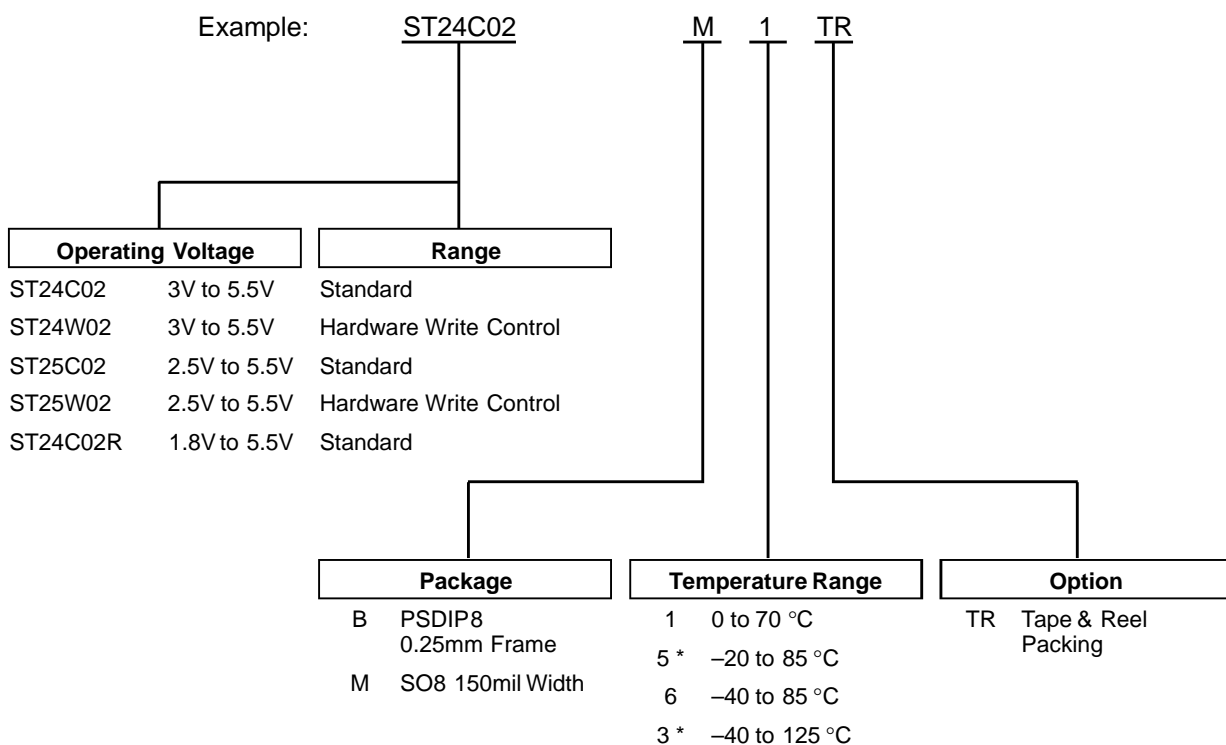 Example: ST24C02 M 1 TR
Operating Voltage Range
ST24C02 3V to 5.5V Standard
ST24W02 3V to 5.5V Hardware Write Control
ST25C02 2.5V to 5.5V Standard
ST25W02 2.5V to 5.5V Hardware Write Control
ST24C02R 1.8V to 5.5V Standard
Package
B PSDIP8
0.25mm Frame
M SO8 150mil Width
Temperature Range
1 0 to 70 °C
5 * –20 to 85 °C
6 –40 to 85 °C
3 * –40 to 125 °C
Option
TR Tape & Reel
Packing